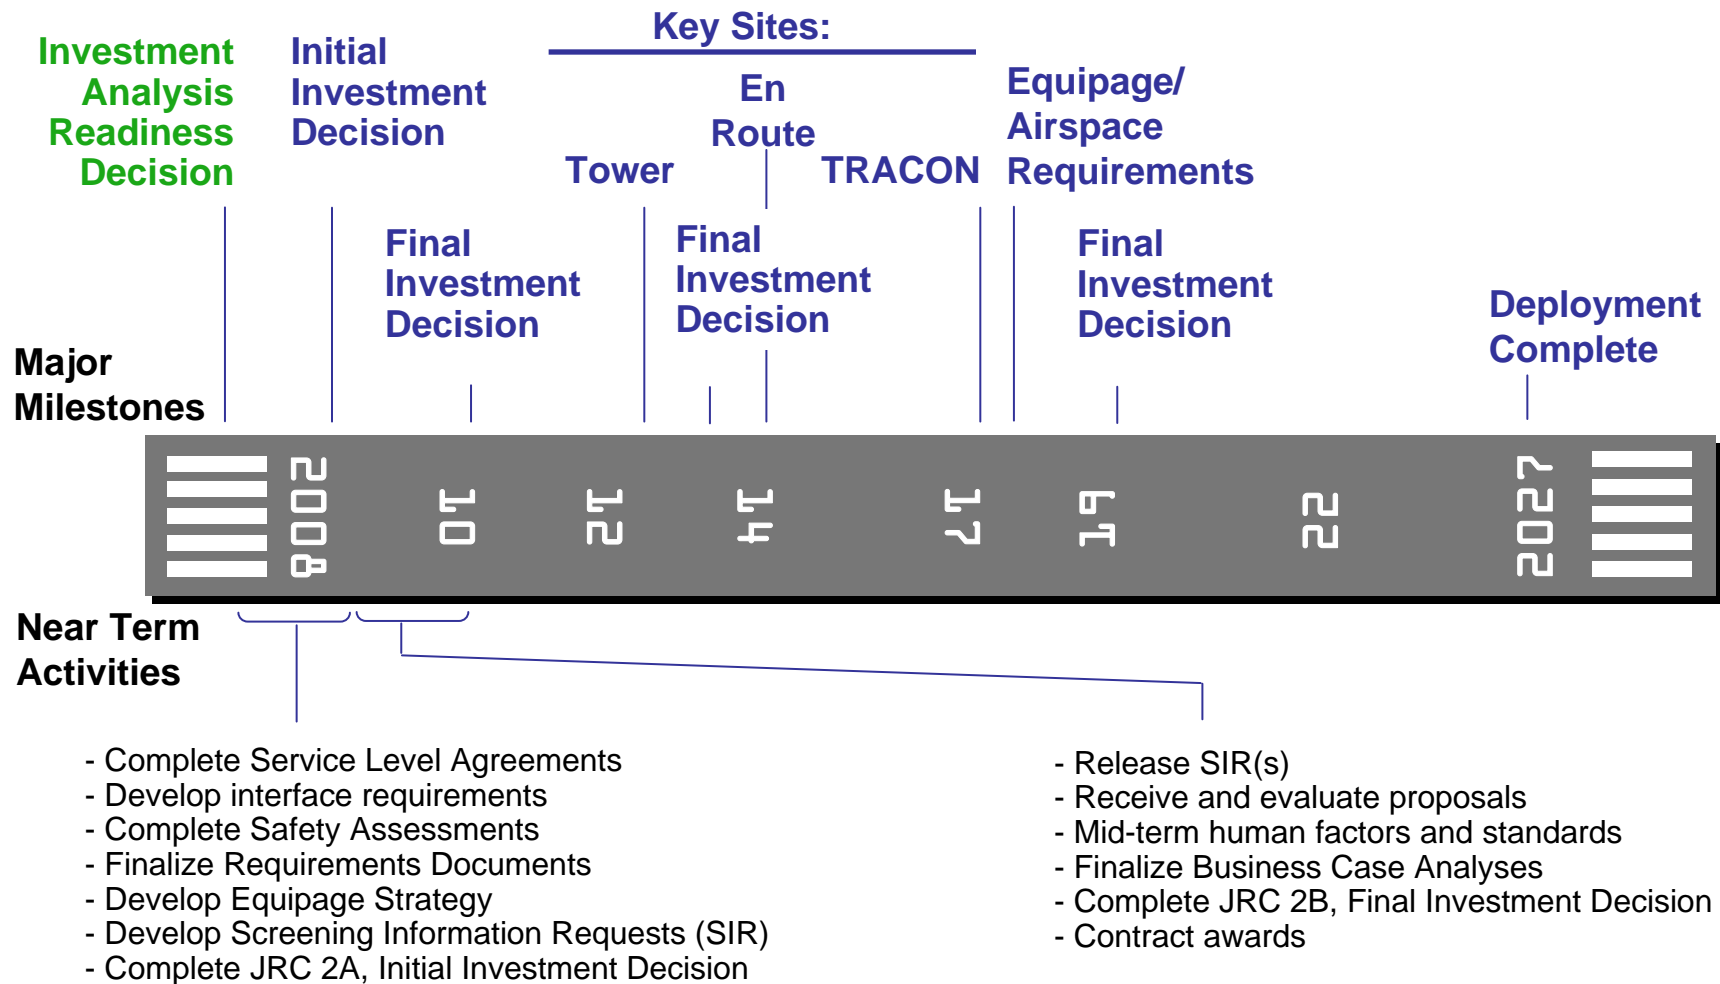 Key Sites:
Investment
Analysis
Readiness
Decision
Initial
Investment
Decision
En
Route
Tower
TRACON
Equipage/
Airspace
Requirements
Final
Investment
Decision
Final
Investment
Decision
Final
Investment
Decision
Deployment
Complete
Major
Milestones
2008
10
12
14
17
19
22
2027
Near Term
Activities
- Complete Service Level Agreements
- Develop interface requirements
- Complete Safety Assessments
- Finalize Requirements Documents
- Develop Equipage Strategy
- Develop Screening Information Requests (SIR)
- Complete JRC 2A, Initial Investment Decision
- Release SIR(s)
- Receive and evaluate proposals
- Mid-term human factors and standards
- Finalize Business Case Analyses
- Complete JRC 2B, Final Investment Decision
- Contract awards